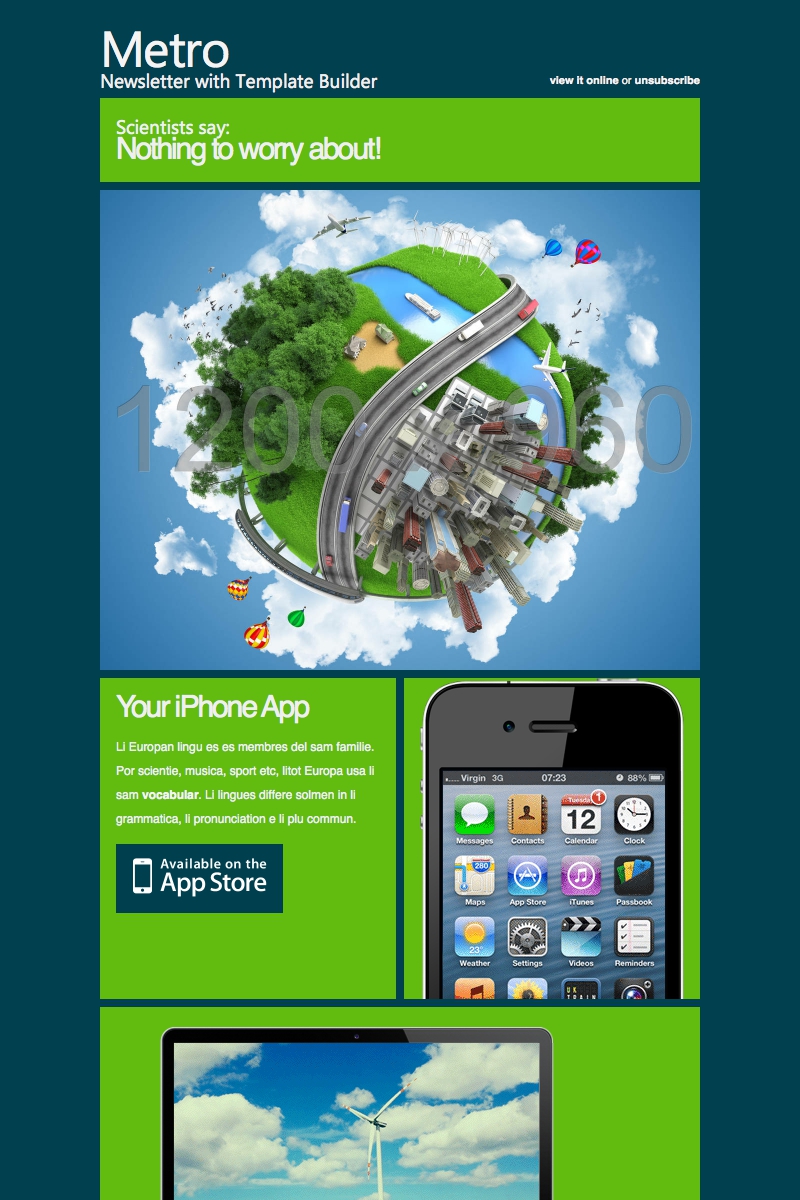 Metro
Newsletter with Template Builder
view it online or unsubscribe
Scientists say:
Nothing to worry about!
1200 960
Your iPhone App
Li Europan lingu es es membres del sam familie.
Por scientie, musica, sport etc, litot Europa usa li
sam vocabular. Li lingues differe solmen in li
grammatica, li pronunciation e li plu commun.
Available on the
App Store
Virgin 3G 07:23 88%
Tuesday 1
12
280
Messages Contacts Calendar Clock
Maps App Store iTunes Passbook
23°
Weather Settings Videos Reminders
UK
TRAIN